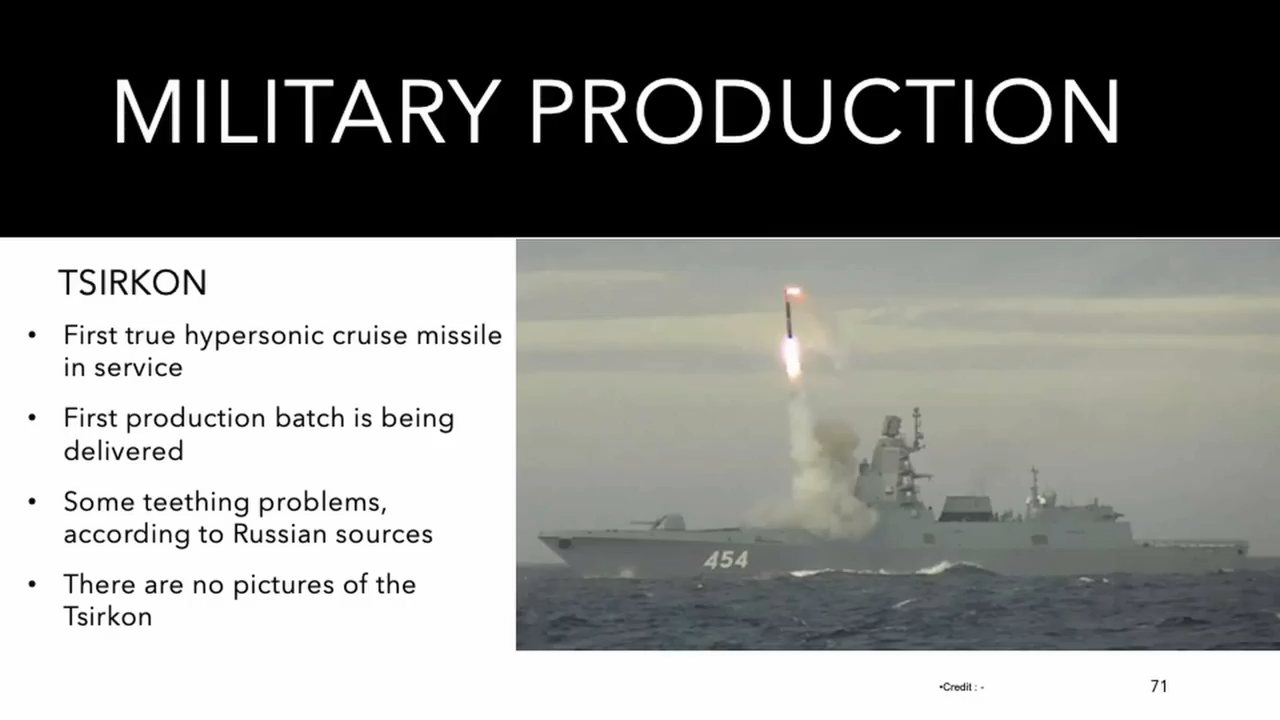 MILITARY PRODUCTION
TSIRKON
• First true hypersonic cruise missile
in service
• First production batch is being
delivered
• Some teething problems,
according to Russian sources
• There are no pictures of the
Tsirkon
454
•Credit : -
71